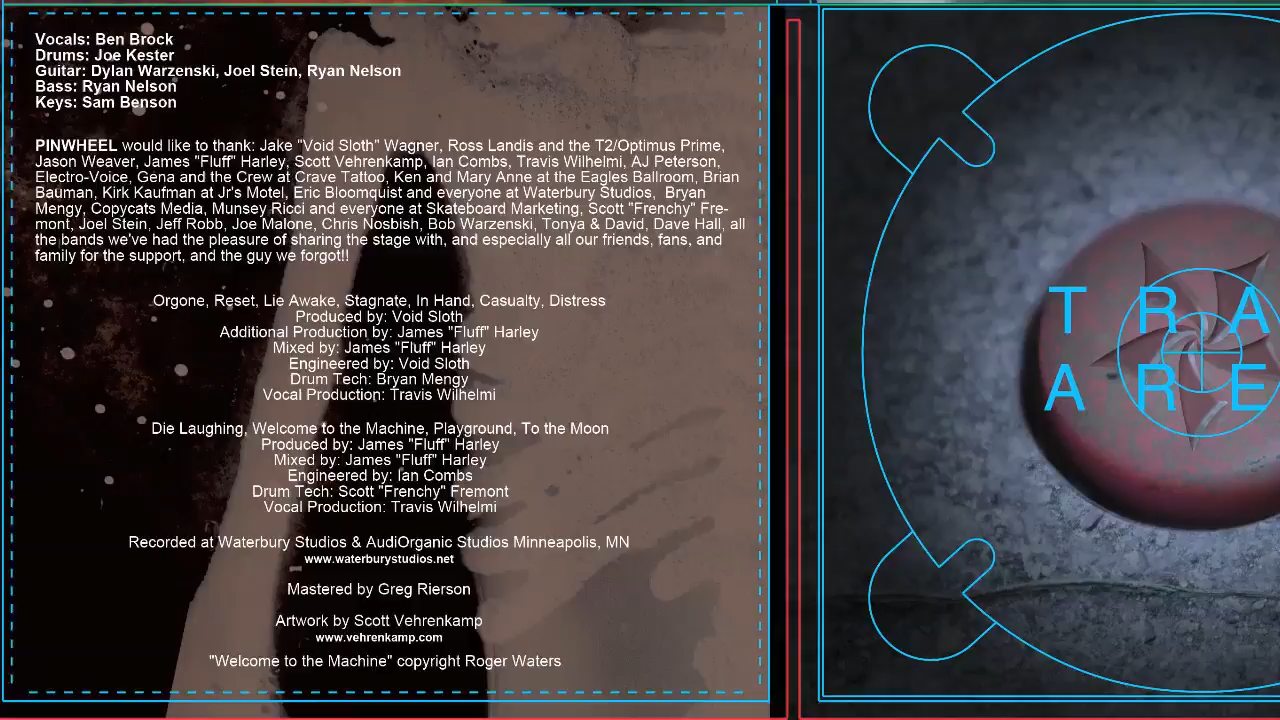 Vocals: Ben Brock
Drums: Joe Kester
Guitar: Dylan Warzenski, Joel Stein, Ryan Nelson
Bass: Ryan Nelson
Keys: Sam Benson
PINWHEEL would like to thank: Jake "Void Sloth" Wagner, Ross Landis and the T2/Optimus Prime,
Jason Weaver, James "Fluff" Harley, Scott Vehrenkamp, Ian Combs, Travis Wilhelmi, AJ Peterson,
Electro-Voice, Gena and the Crew at Crave Tattoo, Ken and Mary Anne at the Eagles Ballroom, Brian
Bauman, Kirk Kaufman at Jr's Motel, Eric Bloomquist and everyone at Waterbury Studios, Bryan
Mengy, Copycats Media, Munsey Ricci and everyone at Skateboard Marketing, Scott "Frenchy" Fre-
mont, Joel Stein, Jeff Robb, Joe Malone, Chris Nosbish, Bob Warzenski, Tonya & David, Dave Hall, all
the bands we've had the pleasure of sharing the stage with, and especially all our friends, fans, and
family for the support, and the guy we forgot!!
Orgone, Reset, Lie Awake, Stagnate, In Hand, Casualty, Distress
Produced by: Void Sloth
Additional Production by: James "Fluff" Harley
Mixed by: James "Fluff" Harley
Engineered by: Void Sloth
Drum Tech: Bryan Mengy
Vocal Production: Travis Wilhelmi
Die Laughing, Welcome to the Machine, Playground, To the Moon
Produced by: James "Fluff" Harley
Mixed by: James "Fluff" Harley
Engineered by: Ian Combs
Drum Tech: Scott "Frenchy" Fremont
Vocal Production: Travis Wilhelmi
Recorded at Waterbury Studios & AudiOrganic Studios Minneapolis, MN
www.waterburystudios.net
Mastered by Greg Rierson
Artwork by Scott Vehrenkamp
www.vehrenkamp.com
"Welcome to the Machine" copyright Roger Waters
TRA
ARE